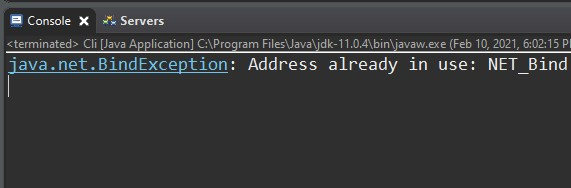 Console Servers
<terminated> Cli [Java Application] C:\Program Files\Java\jdk-11.0.4\bin\javaw.exe (Feb 10, 2021, 6:02:15 P
java.net.BindException: Address already in use: NET_Bind